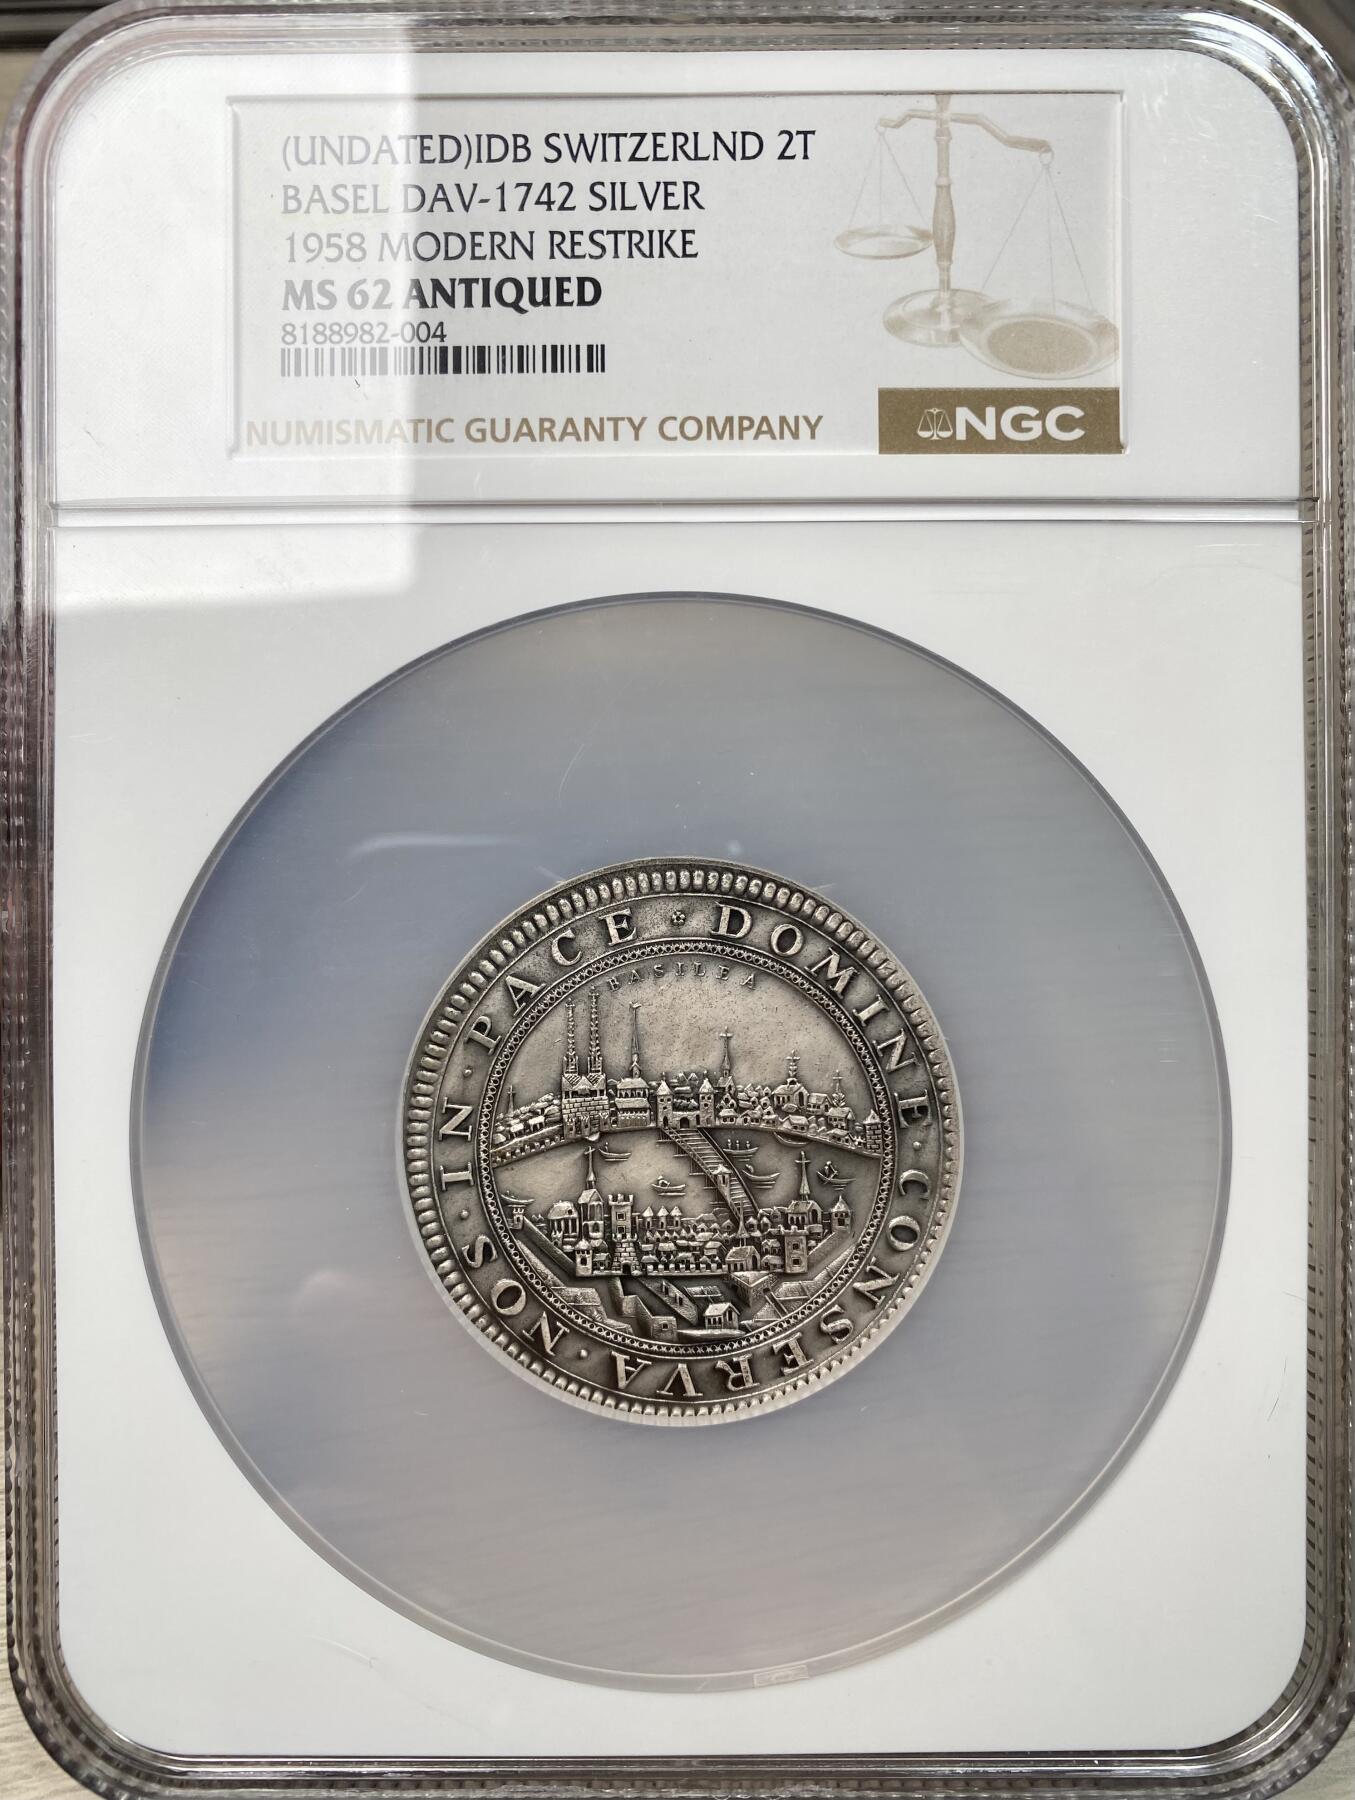 (UNDATED)IDB SWITZERLND 2T
BASEL DAV-1742 SILVER
1958 MODERN RESTRIKE
MS 62 ANTIQUED
8188982-004
NUMISMATIC GUARANTY COMPANY
NGC
DOMINE · CONSERVA · NOS · IN · PACE
BASILEA